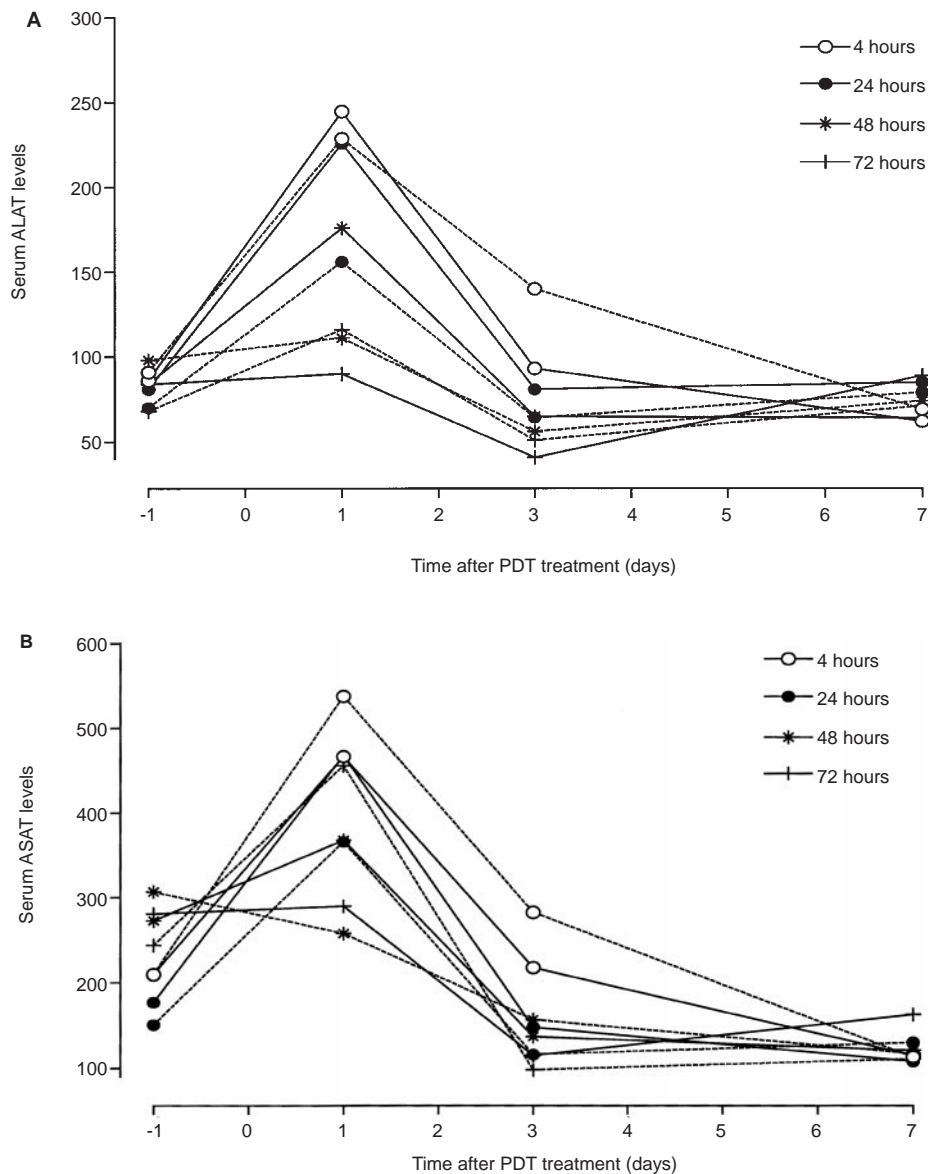 A
300
250
200
150
100
50
Serum ALAT levels
4 hours
24 hours
48 hours
72 hours
-1 0 1 2 3 4 5 6 7
Time after PDT treatment (days)
B
600
500
400
300
200
100
Serum ASAT levels
4 hours
24 hours
48 hours
72 hours
-1 0 1 2 3 4 5 6 7
Time after PDT treatment (days)